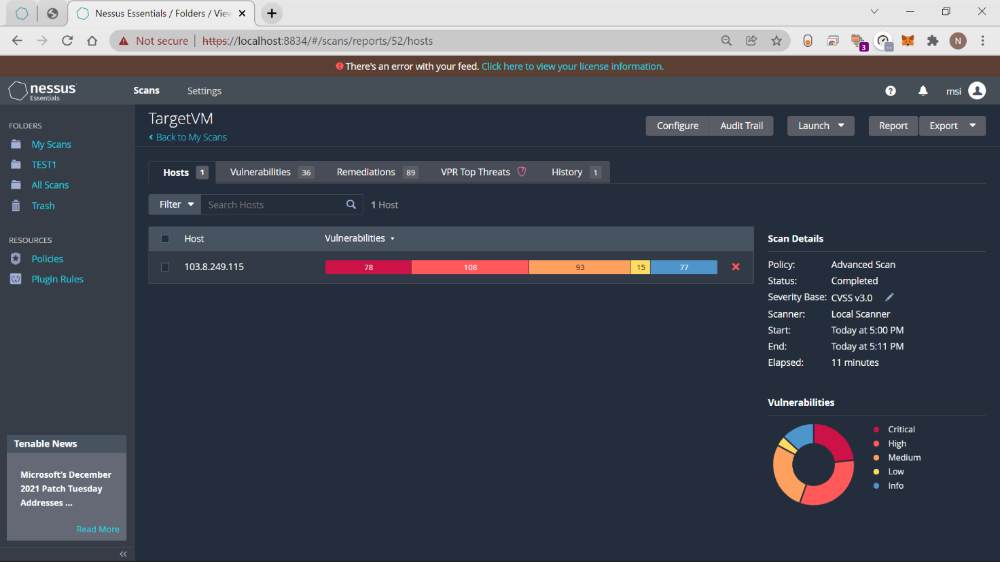 Nessus Essentials / Folders / View
Not secure | https://localhost:8834/#/scans/reports/52/hosts
3
N
There's an error with your feed. Click here to view your license information.
nessus
Essentials
Scans
Settings
?
msi
FOLDERS
My Scans
TEST1
All Scans
Trash
RESOURCES
Policies
Plugin Rules
Tenable News
Microsoft's December
2021 Patch Tuesday
Addresses ...
Read More
TargetVM
Back to My Scans
Configure
Audit Trail
Launch
Report
Export
Hosts 1
Vulnerabilities 36
Remediations 89
VPR Top Threats
History 1
Filter
Search Hosts
1 Host
Host
Vulnerabilities
103.8.249.115
78
108
93
15
77
Scan Details
Policy: Advanced Scan
Status: Completed
Severity Base: CVSS v3.0
Scanner: Local Scanner
Start: Today at 5:00 PM
End: Today at 5:11 PM
Elapsed: 11 minutes
Vulnerabilities
Critical
High
Medium
Low
Info